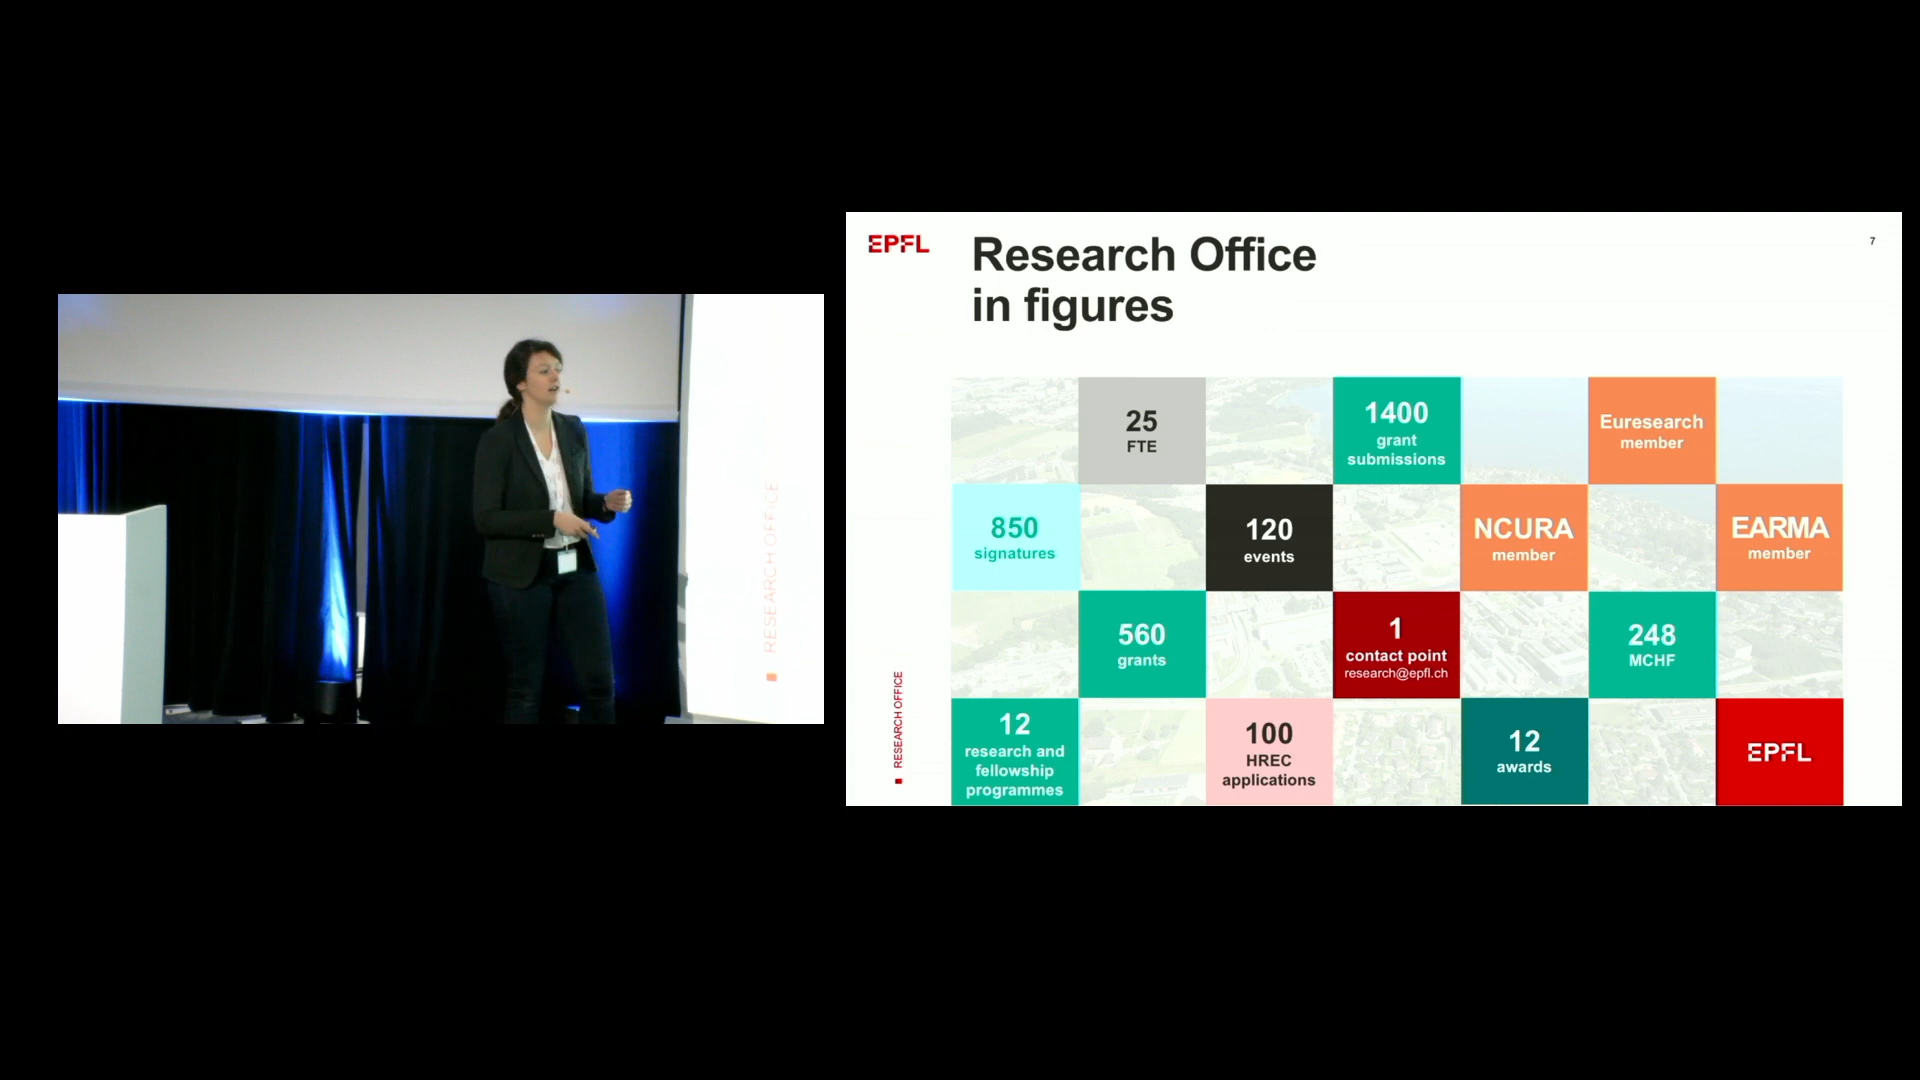 RESEARCH OFFICE
EPFL
Research Office
in figures
7
25
FTE
1400
grant
submissions
Euresearch
member
850
signatures
120
events
NCURA
member
EARMA
member
560
grants
1
contact point
research@epfl.ch
248
MCHF
12
research and
fellowship
programmes
100
HREC
applications
12
awards
EPFL
RESEARCH OFFICE